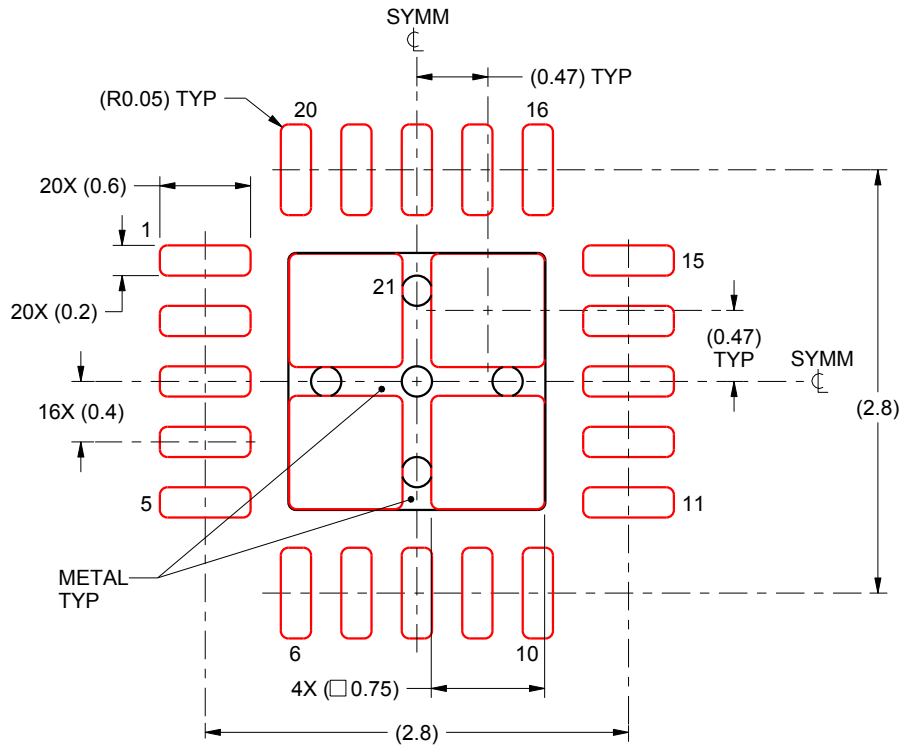 SYMM
℄
(0.47) TYP
(R0.05) TYP
20
16
20X (0.6)
1
15
21
20X (0.2)
(0.47)
TYP
SYMM
℄
16X (0.4)
(2.8)
5
11
METAL
TYP
6
10
4X (□ 0.75)
(2.8)